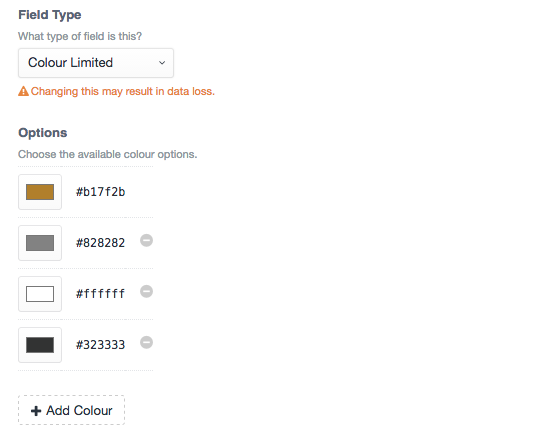 Field Type
What type of field is this?
Colour Limited
Changing this may result in data loss.
Options
Choose the available colour options.
#b17f2b
#828282
#ffffff
#323333
Add Colour